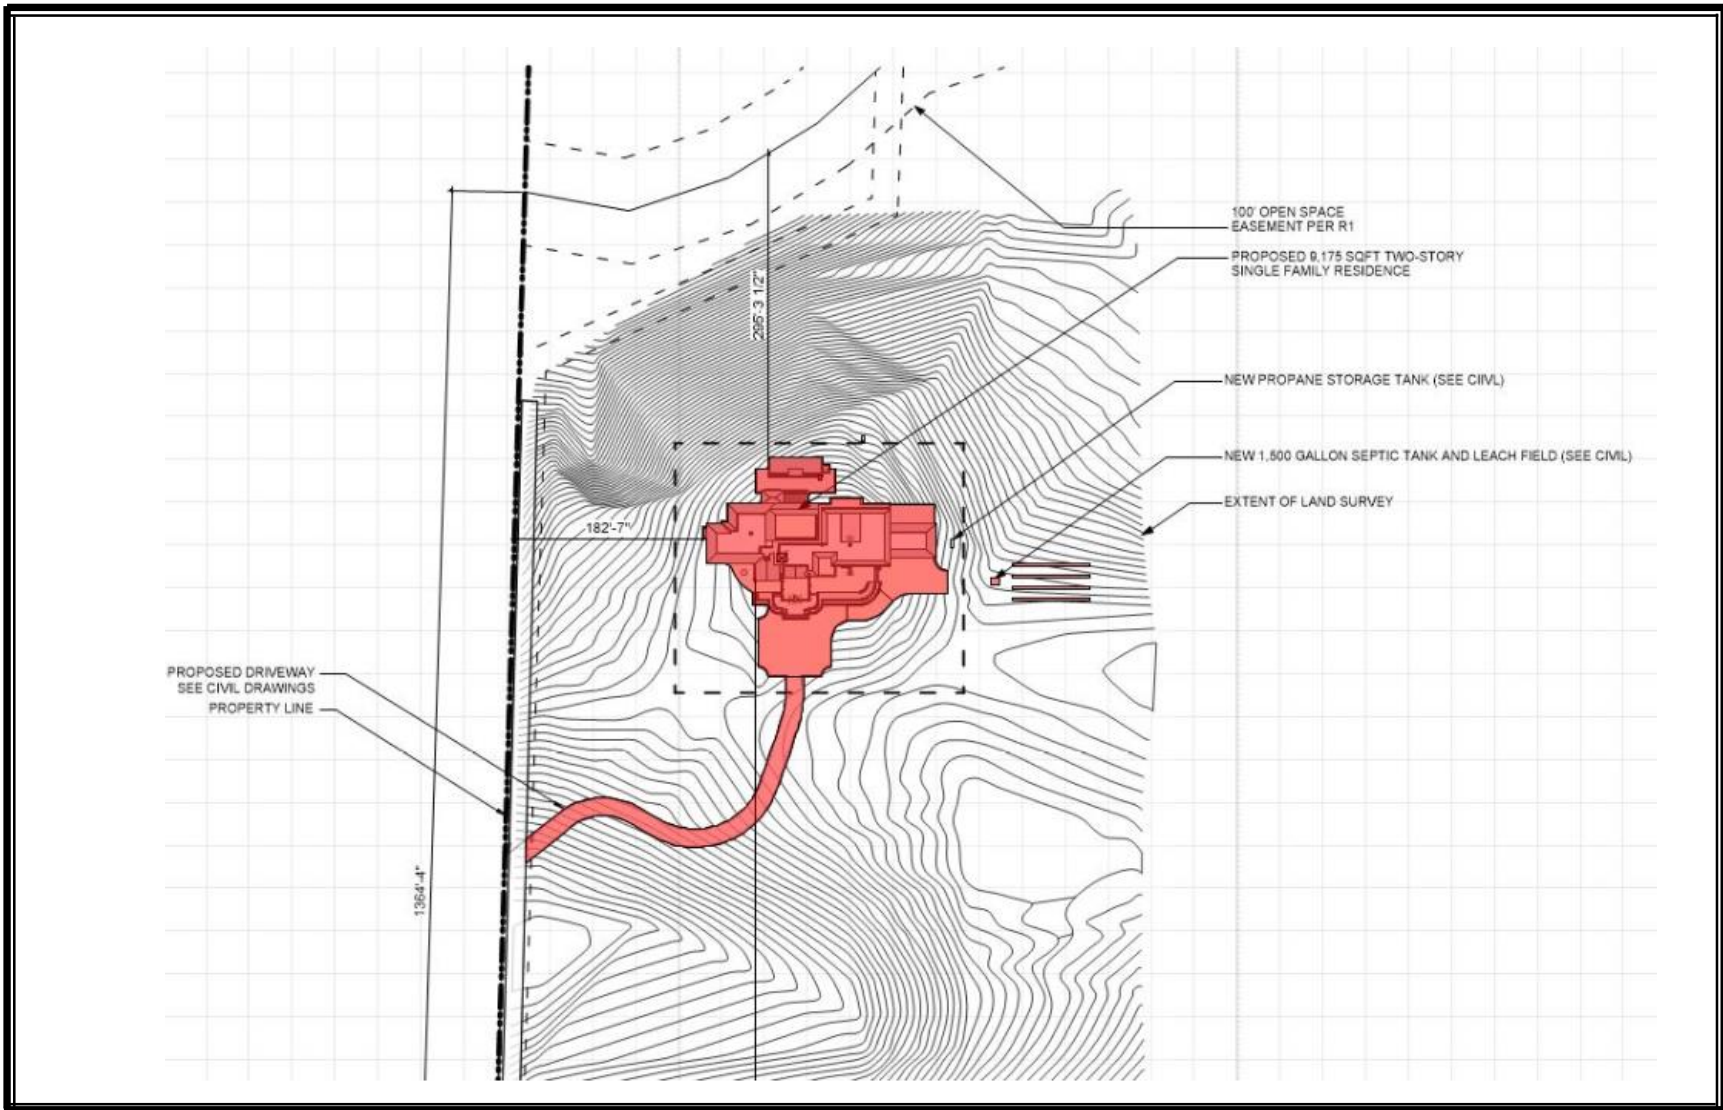 100' OPEN SPACE
EASEMENT PER R1
PROPOSED 9,175 SQFT TWO-STORY
SINGLE FAMILY RESIDENCE
295'-3 1/2"
NEW PROPANE STORAGE TANK (SEE CIIVL)
NEW 1,500 GALLON SEPTIC TANK AND LEACH FIELD (SEE CIVIL)
EXTENT OF LAND SURVEY
182'-7"
PROPOSED DRIVEWAY
SEE CIVIL DRAWINGS
PROPERTY LINE
1364'-4"